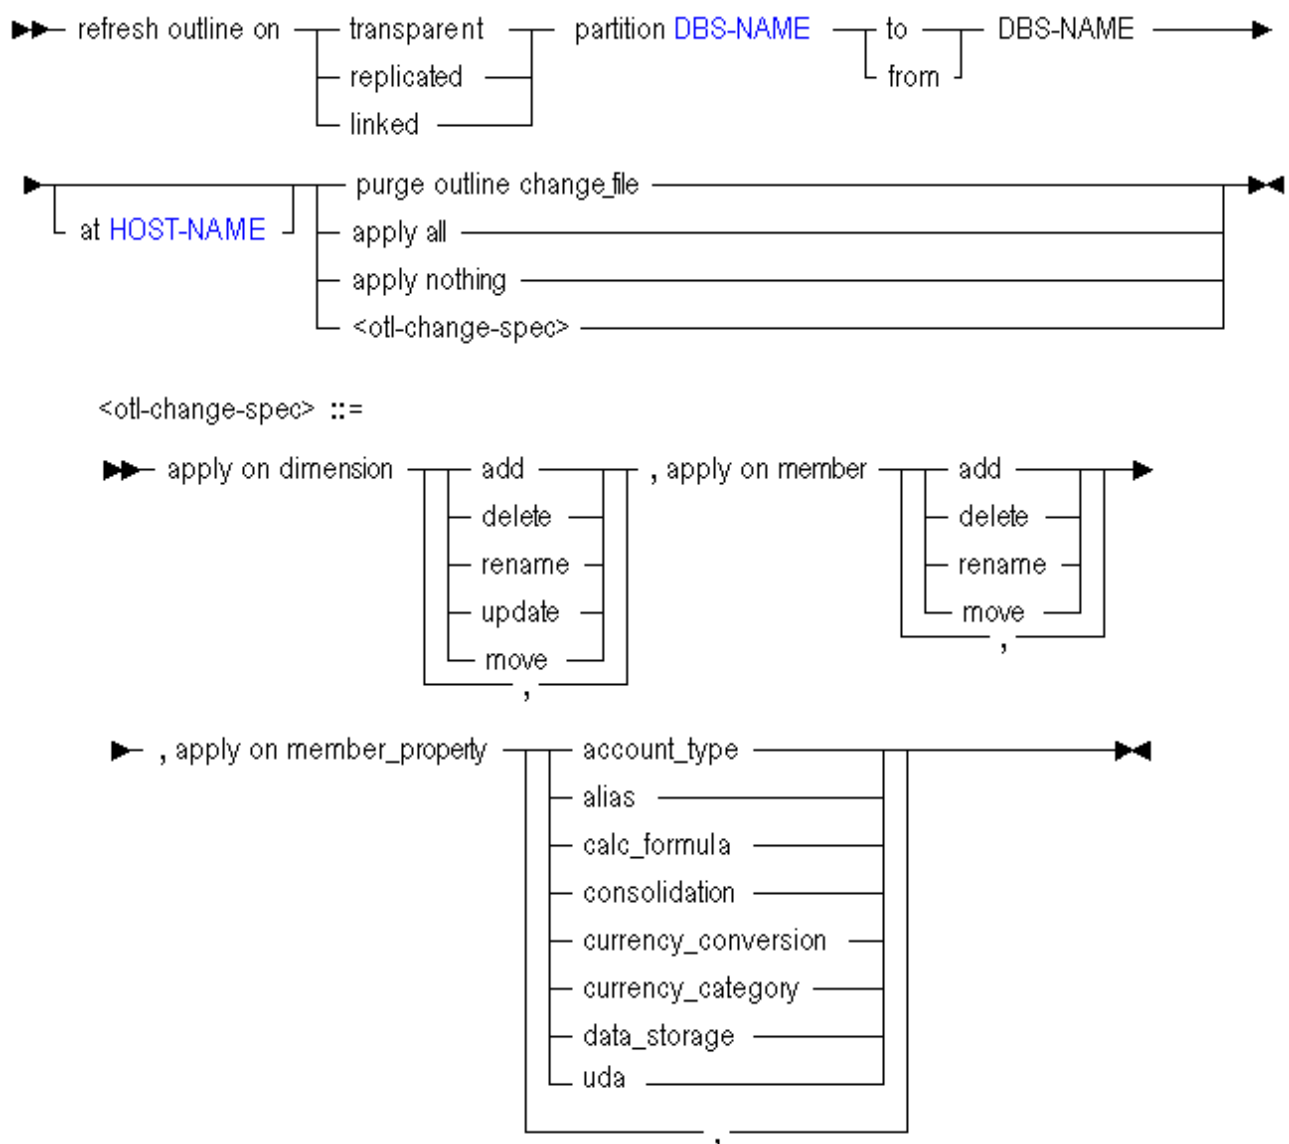 refresh outline on transparent partition DBS-NAME to DBS-NAME
replicated from
linked
purge outline change_file
at HOST-NAME apply all
apply nothing
<otl-change-spec>
<otl-change-spec> ::=
apply on dimension add , apply on member add
delete delete
rename rename
update move
move ,
,
, apply on member_property account_type
alias
calc_formula
consolidation
currency_conversion
currency_category
data_storage
uda
,